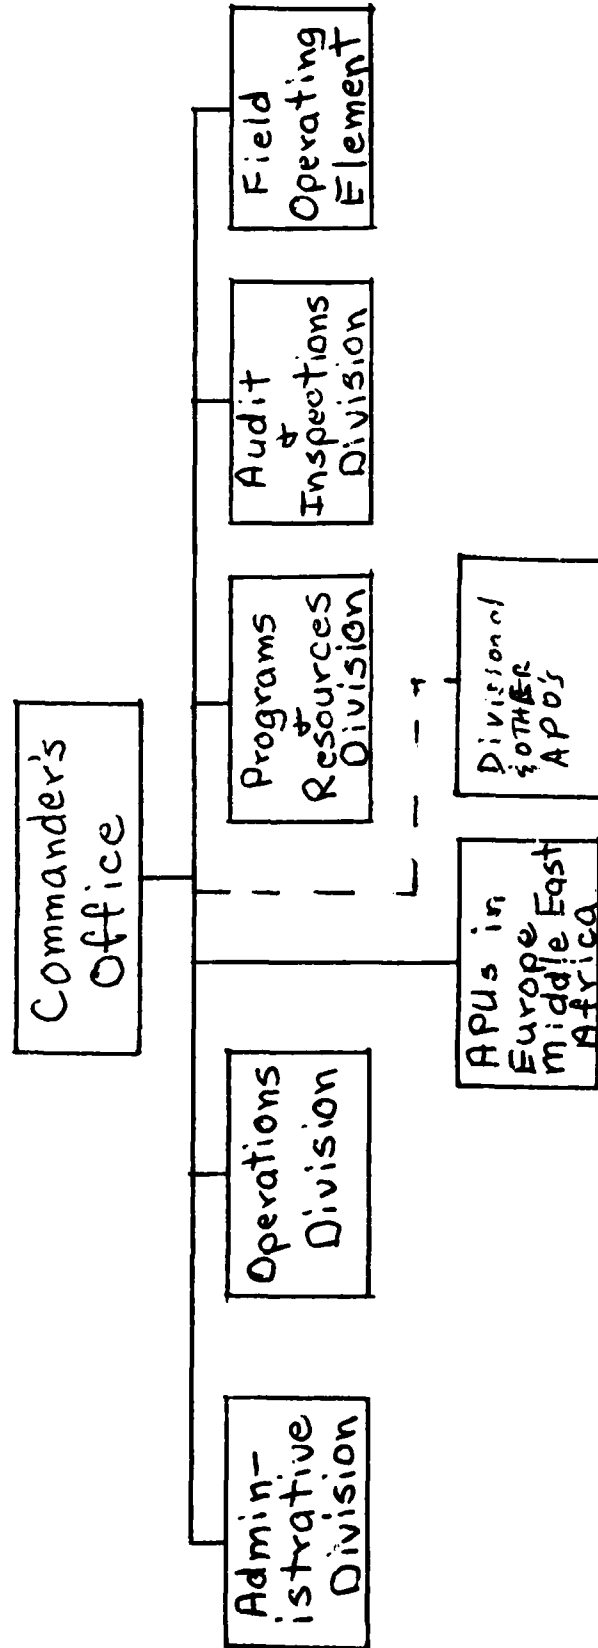 Commander's
Office
Admin-
istrative
Division
Operations
Division
Programs
&
Resources
Division
Audit
&
Inspections
Division
Field
Operating
Element
APUs in
Europe
Middle East
Africa
Divisional
& OTHER
APO's